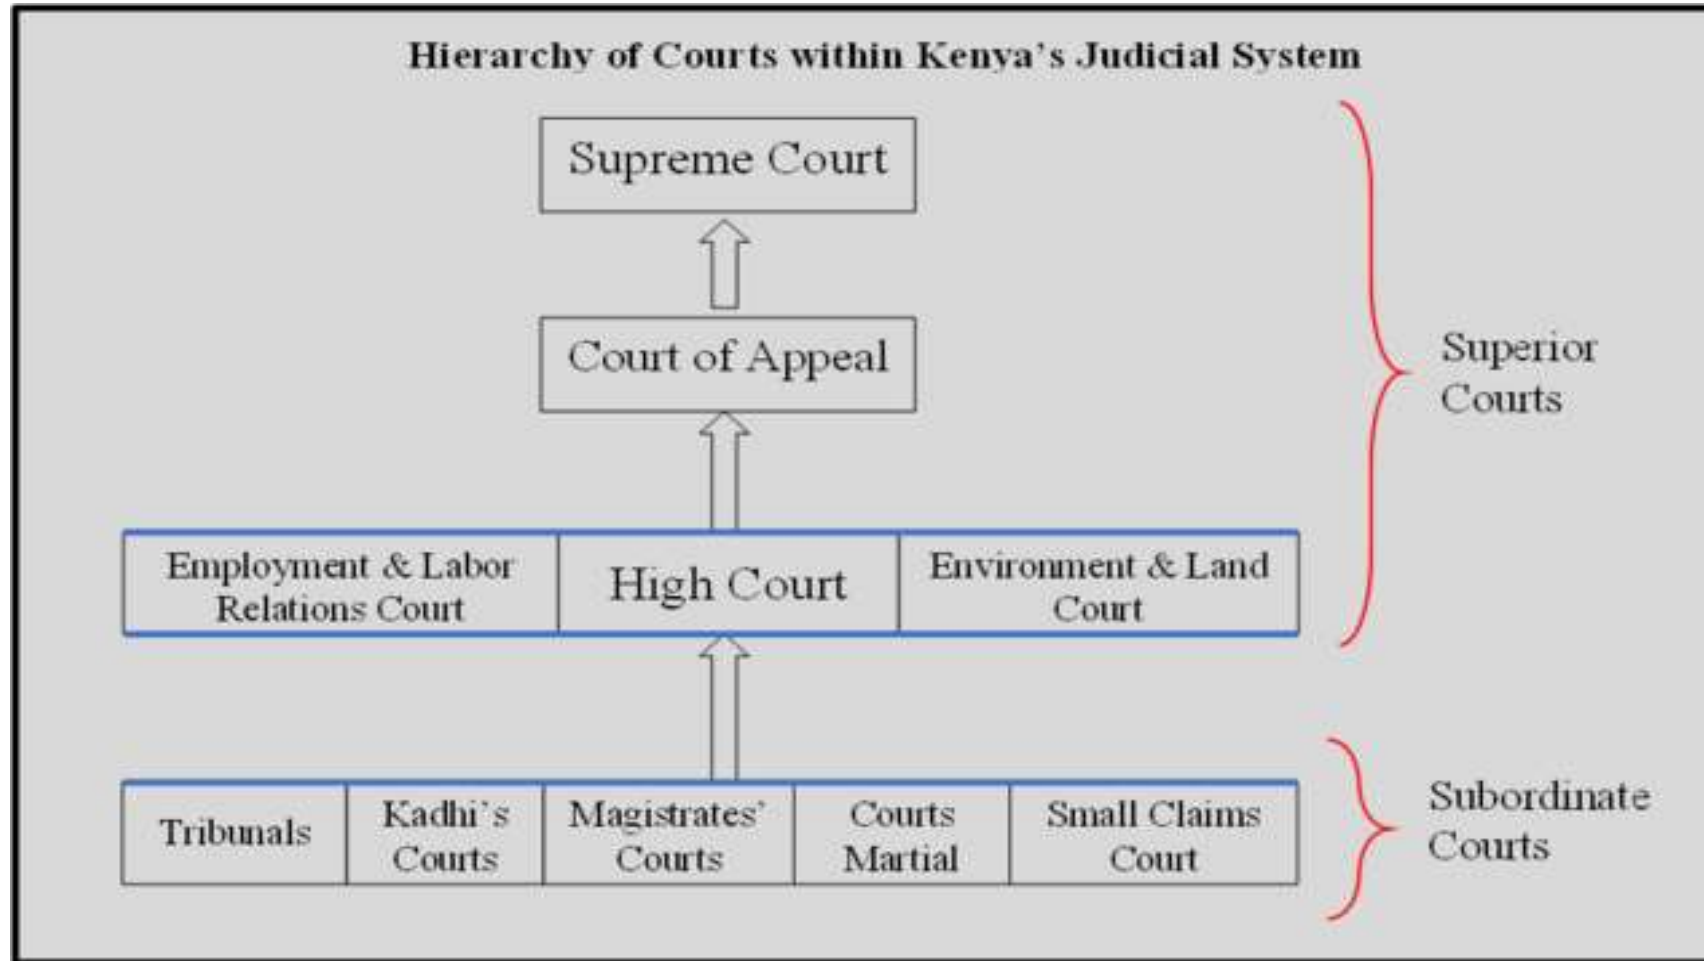 Hierarchy of Courts within Kenya's Judicial System
Supreme Court
Court of Appeal
Superior
Courts
Employment & Labor
Relations Court
High Court
Environment & Land
Court
Tribunals
Kadhi's
Courts
Magistrates'
Courts
Courts
Martial
Small Claims
Court
Subordinate
Courts